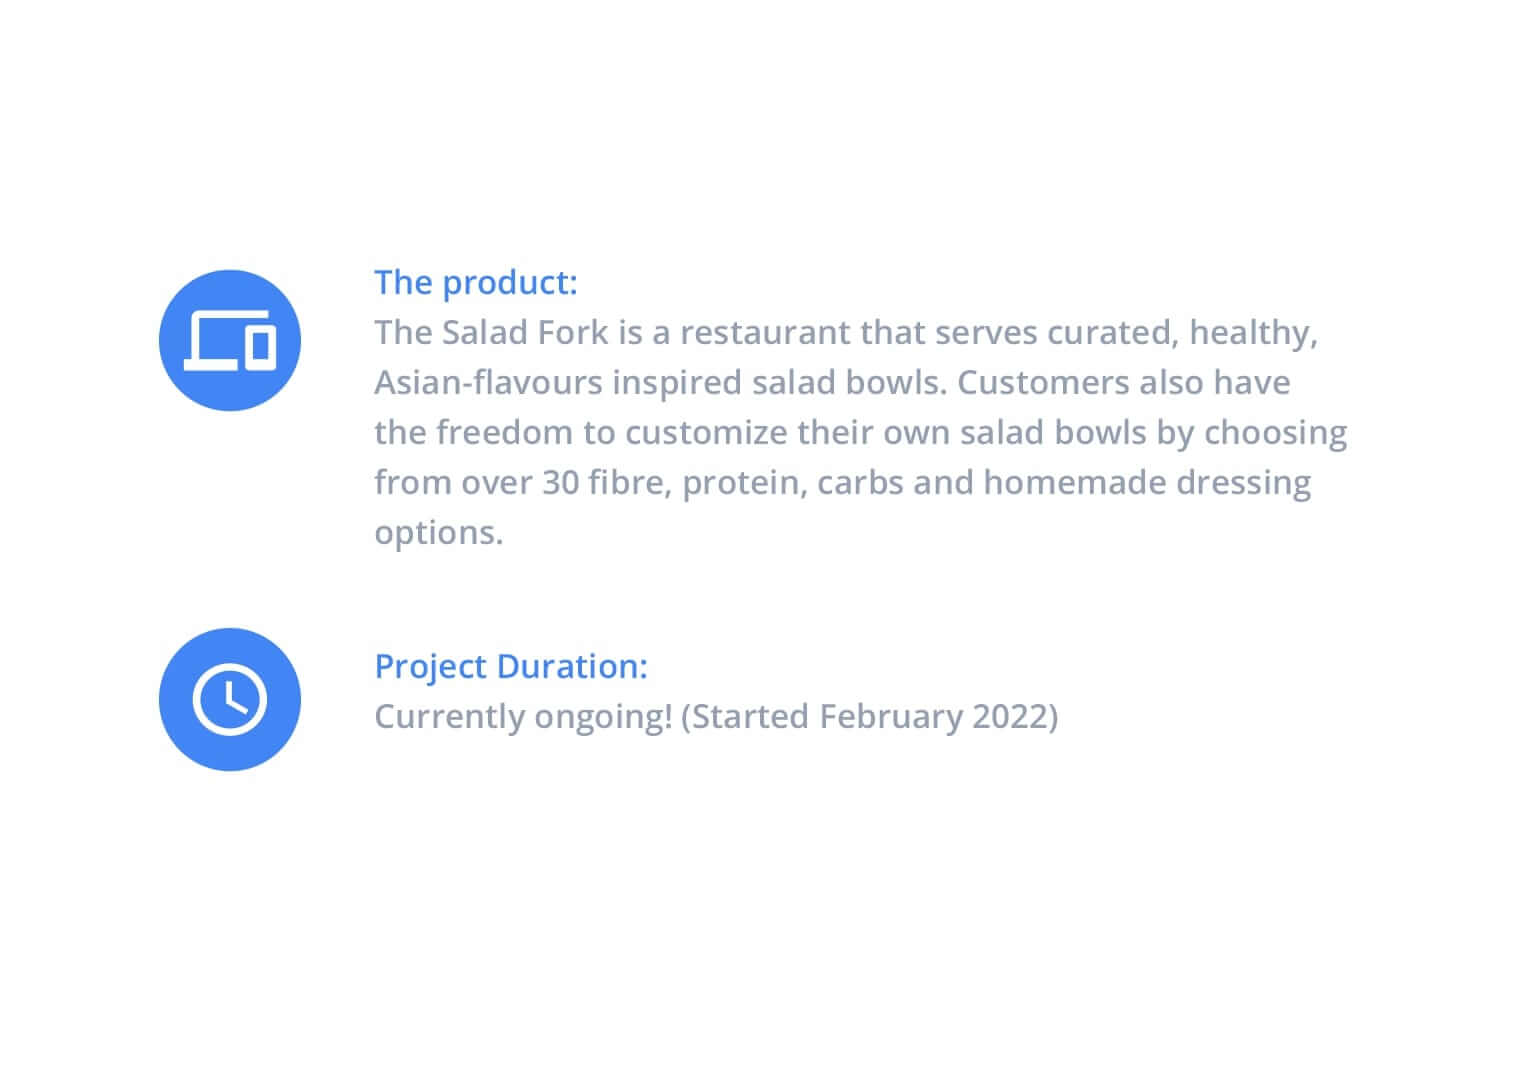 The product:
The Salad Fork is a restaurant that serves curated, healthy,
Asian-flavours inspired salad bowls. Customers also have
the freedom to customize their own salad bowls by choosing
from over 30 fibre, protein, carbs and homemade dressing
options.
Project Duration:
Currently ongoing! (Started February 2022)